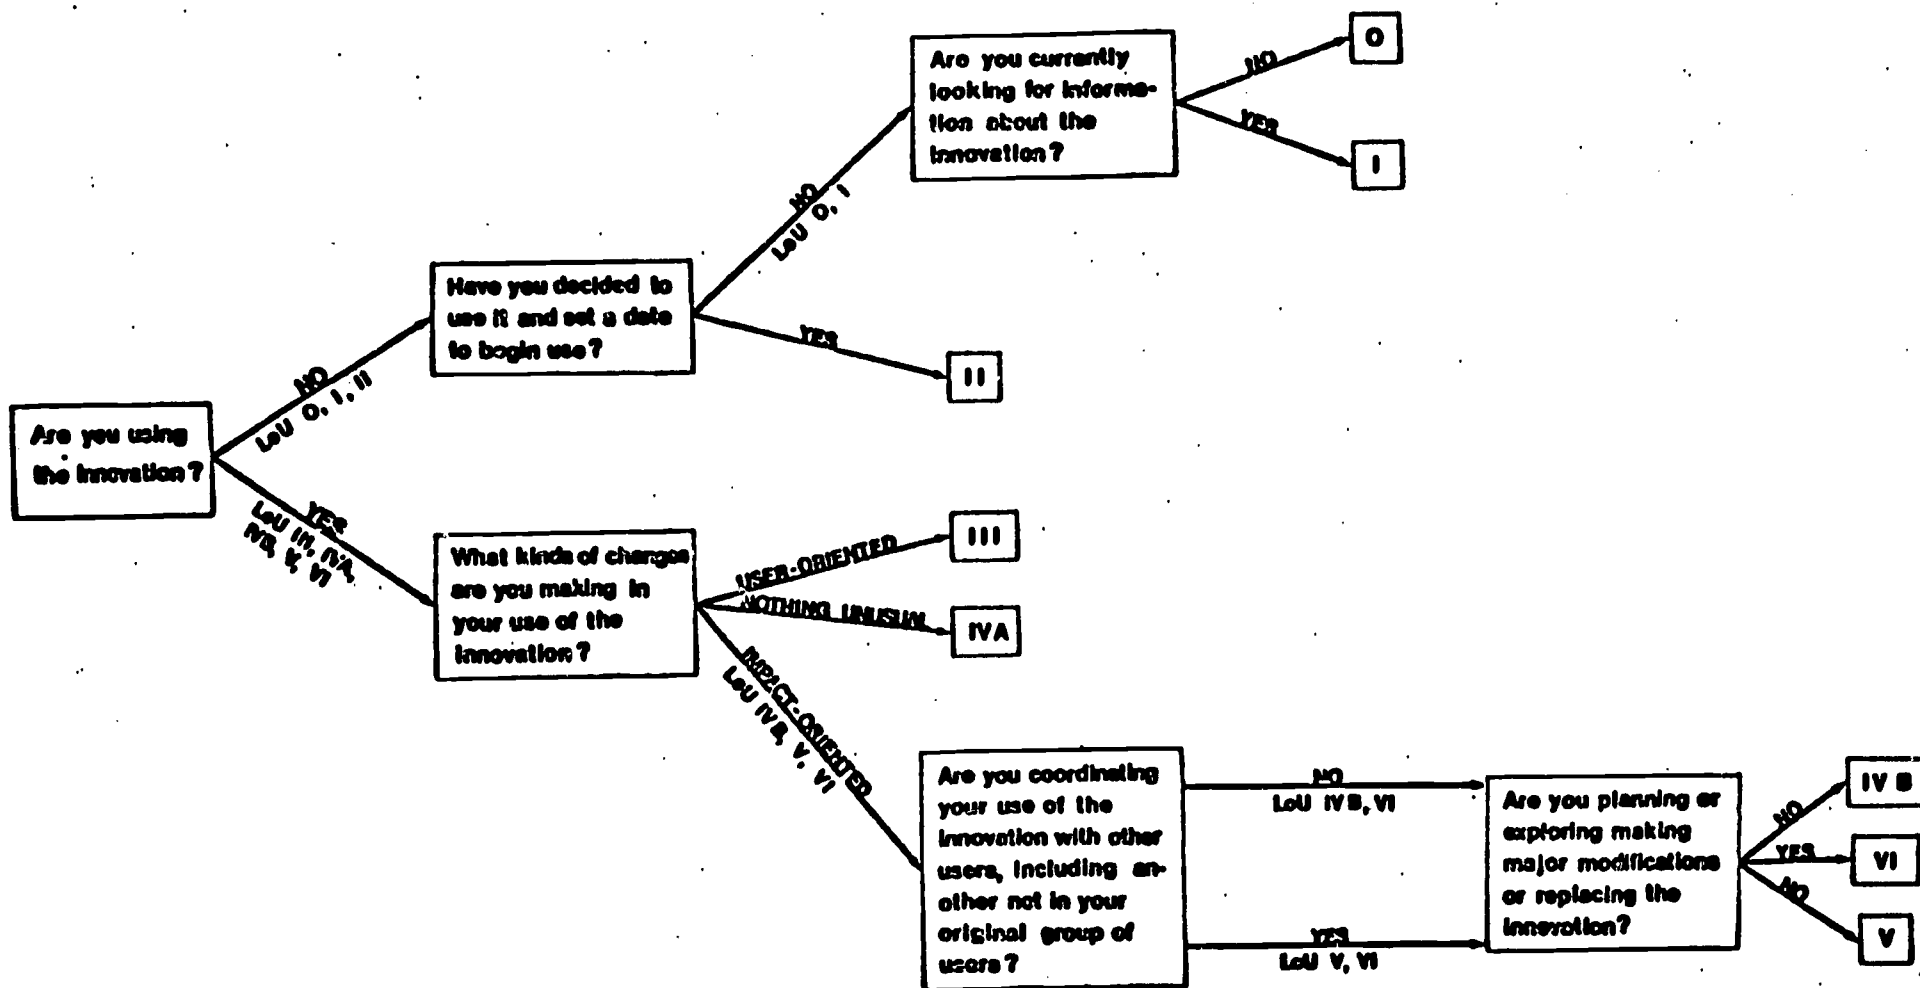 Are you currently
looking for informa-
tion about the
innovation?
NO
O
YES
I
NO
LoU O, I
Have you decided to
use it and set a date
to begin use?
YES
II
NO
LoU O, I, II
Are you using
the innovation?
YES
LoU III, IVA,
IVB, V, VI
What kinds of changes
are you making in
your use of the
innovation?
USER-ORIENTED
III
NOTHING UNUSUAL
IVA
IMPACT-ORIENTED
LoU IVB, V, VI
Are you coordinating
your use of the
innovation with other
users, including an-
other not in your
original group of
users?
NO
LoU IVB, VI
YES
LoU V, VI
Are you planning or
exploring making
major modifications
or replacing the
innovation?
NO
IV B
YES
VI
NO
V